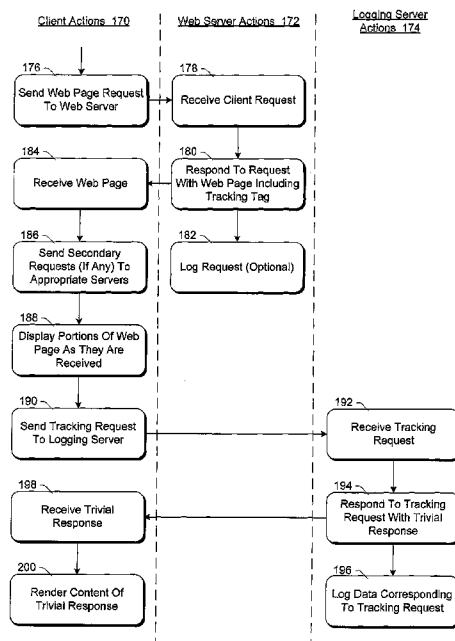 Client Actions 170
Web Server Actions 172
Logging Server
Actions 174
176
Send Web Page Request
To Web Server
178
Receive Client Request
184
Receive Web Page
180
Respond To Request
With Web Page Including
Tracking Tag
186
Send Secondary
Requests (If Any) To
Appropriate Servers
182
Log Request (Optional)
188
Display Portions Of Web
Page As They Are
Received
190
Send Tracking Request
To Logging Server
192
Receive Tracking
Request
198
Receive Trivial
Response
194
Respond To Tracking
Request With Trivial
Response
200
Render Content Of
Trivial Response
196
Log Data Corresponding
To Tracking Request